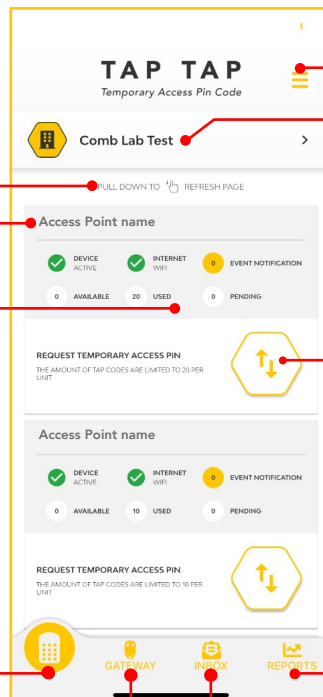 TAP TAP
Temporary Access Pin Code
Comb Lab Test
PULL DOWN TO REFRESH PAGE
Access Point name
DEVICE ACTIVE INTERNET WIFI 0 EVENT NOTIFICATION
0 AVAILABLE 20 USED 0 PENDING
REQUEST TEMPORARY ACCESS PIN
THE AMOUNT OF TAP CODES ARE LIMITED TO 20 PER
UNIT
Access Point name
DEVICE ACTIVE INTERNET WIFI 0 EVENT NOTIFICATION
0 AVAILABLE 10 USED 0 PENDING
REQUEST TEMPORARY ACCESS PIN
THE AMOUNT OF TAP CODES ARE LIMITED TO 10 PER
UNIT
GATEWAY INBOX REPORTS